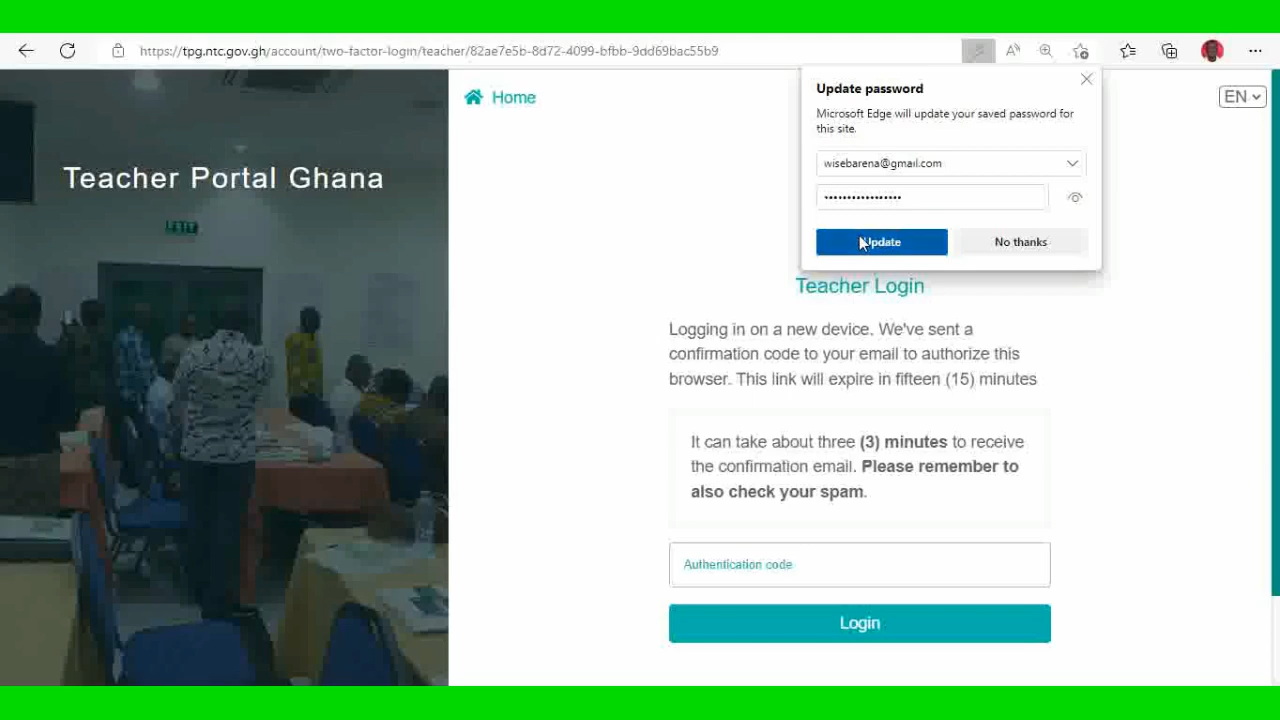 https://tpg.ntc.gov.gh/account/two-factor-login/teacher/82ae7e5b-8d72-4099-bfbb-9dd69bac55b9
Teacher Portal Ghana
EXIT
Home
EN
Update password
Microsoft Edge will update your saved password for
this site.
wisebarena@gmail.com
•••••••••••••••••
Update
No thanks
Teacher Login
Logging in on a new device. We've sent a
confirmation code to your email to authorize this
browser. This link will expire in fifteen (15) minutes
It can take about three (3) minutes to receive
the confirmation email. Please remember to
also check your spam.
Authentication code
Login